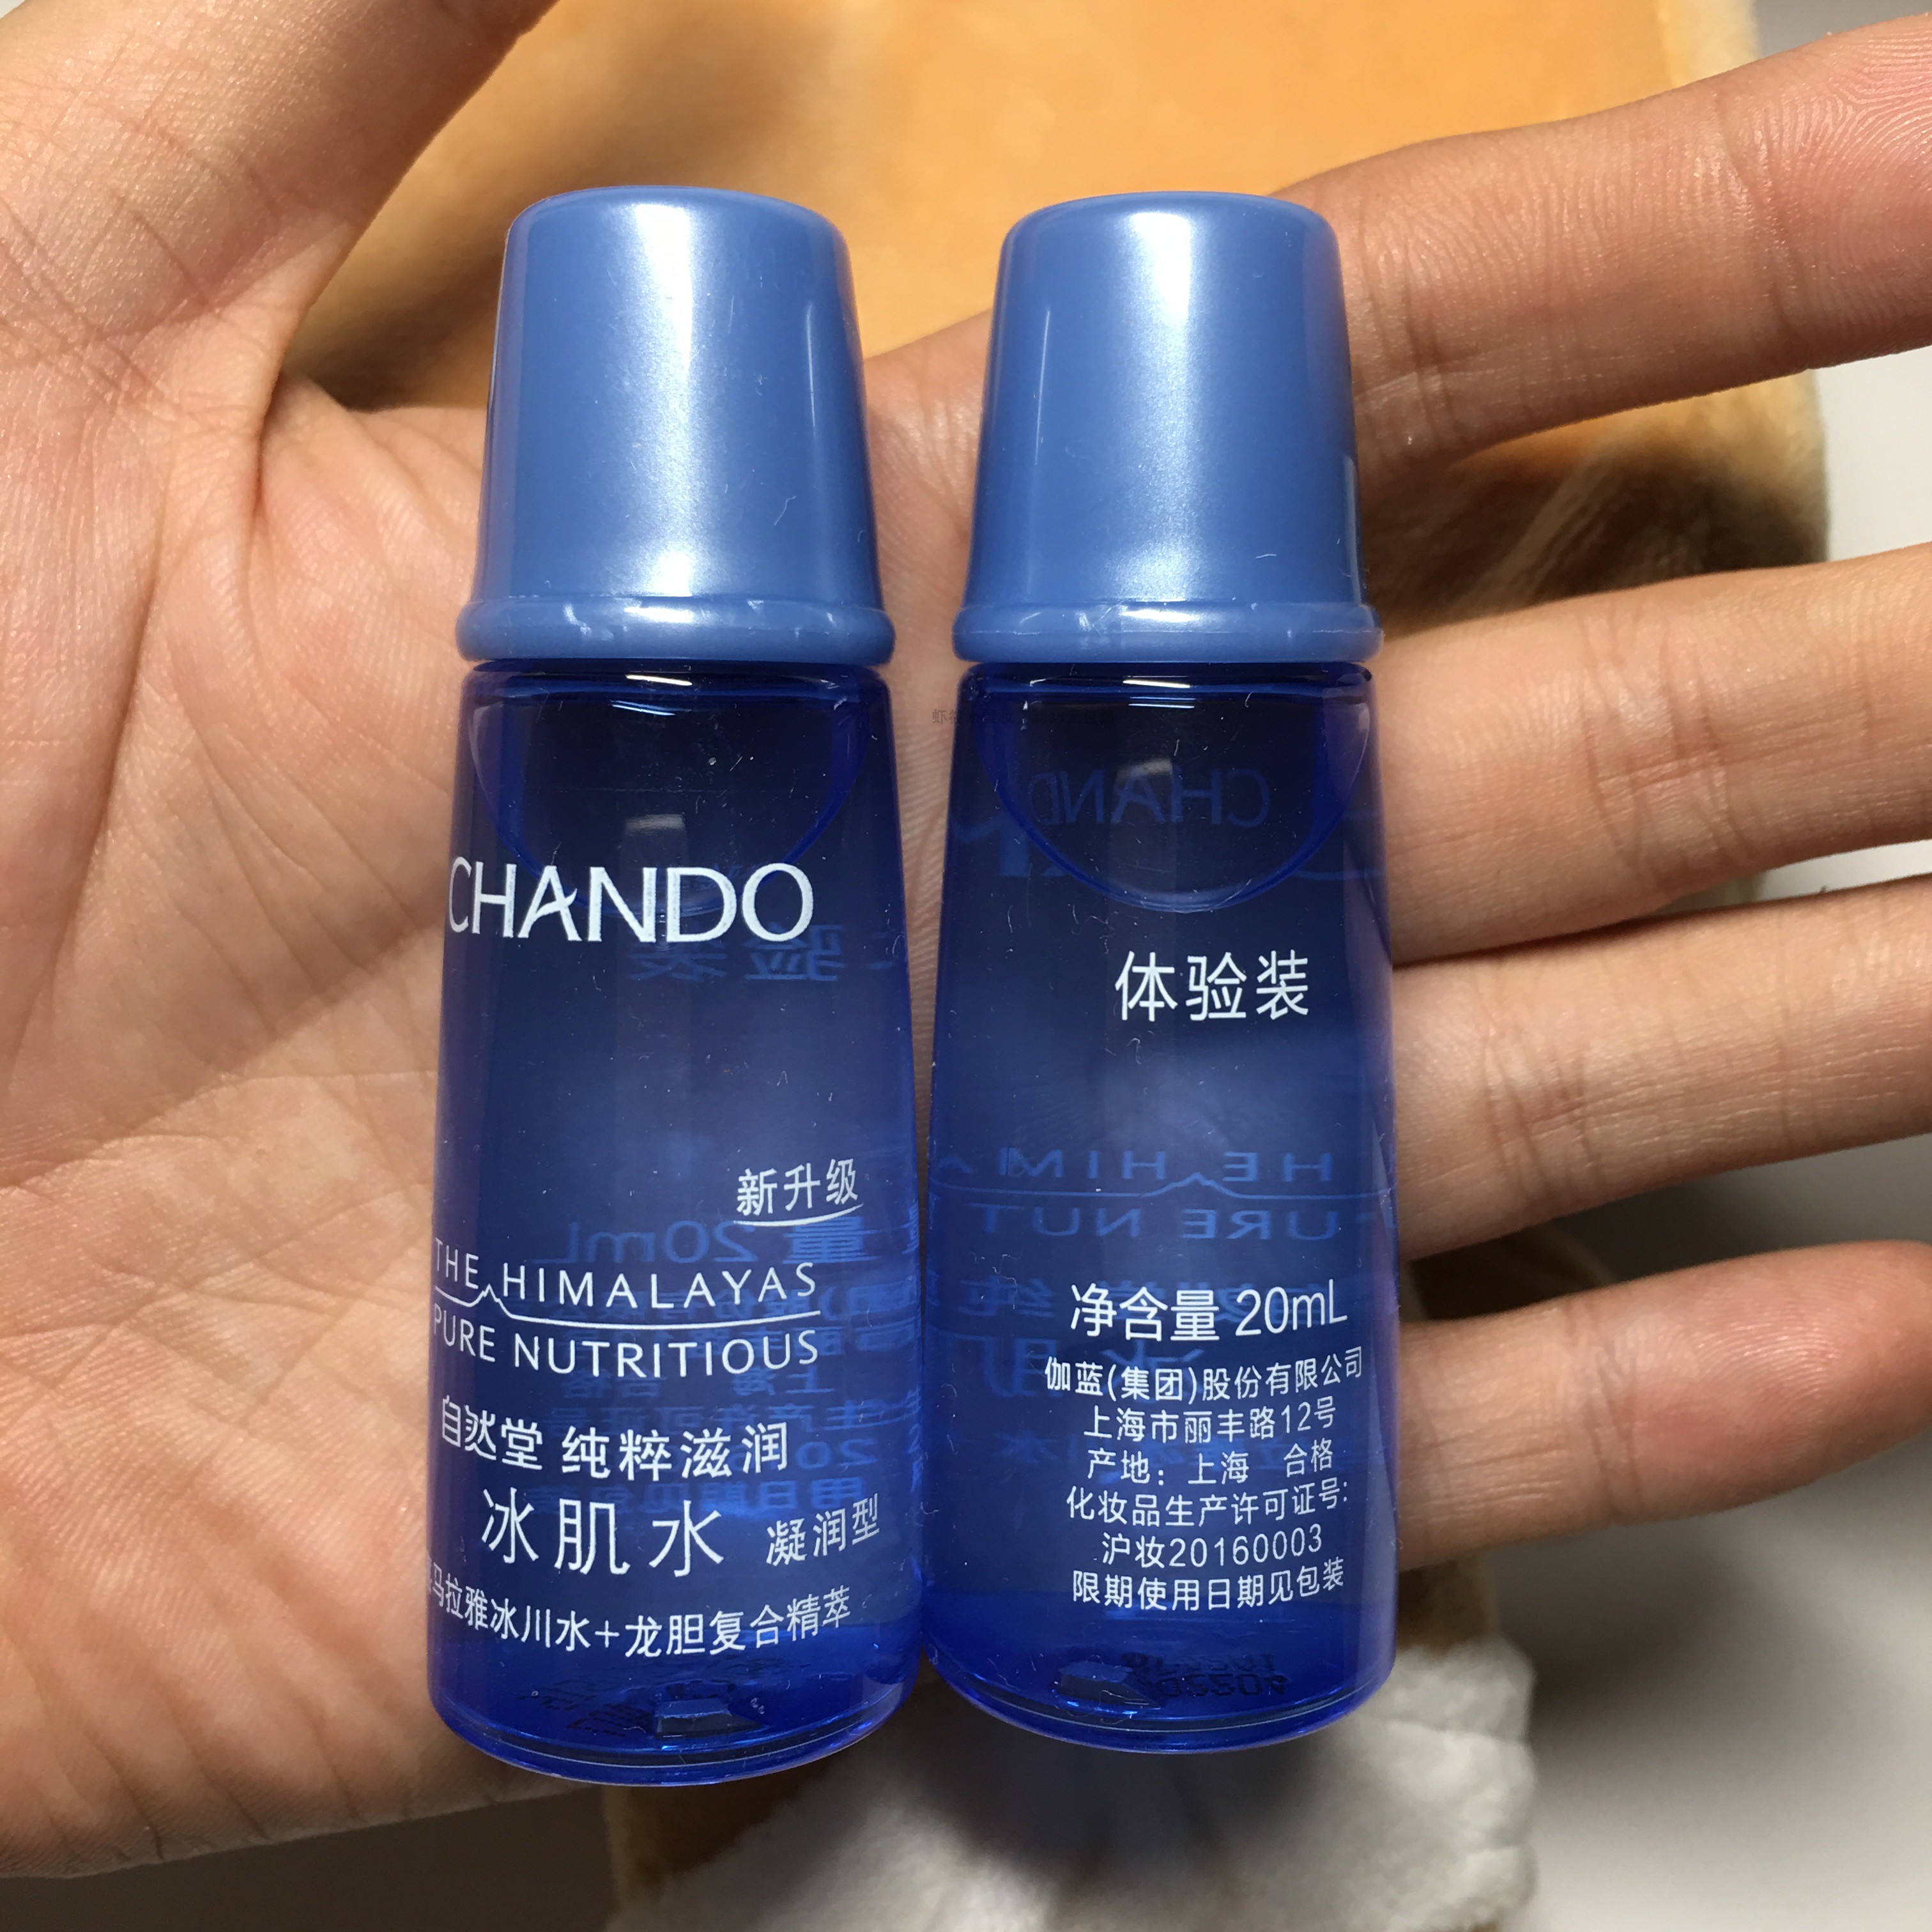 CHANDO
新升级
THE HIMALAYAS
PURE NUTRITIOUS
自然堂 纯粹滋润
冰肌水 凝润型
马拉雅冰川水+龙胆复合精萃
体验装
净含量 20mL
伽蓝(集团)股份有限公司
上海市丽丰路12号
产地：上海 合格
化妆品生产许可证号:
沪妆20160003
限期使用日期见包装